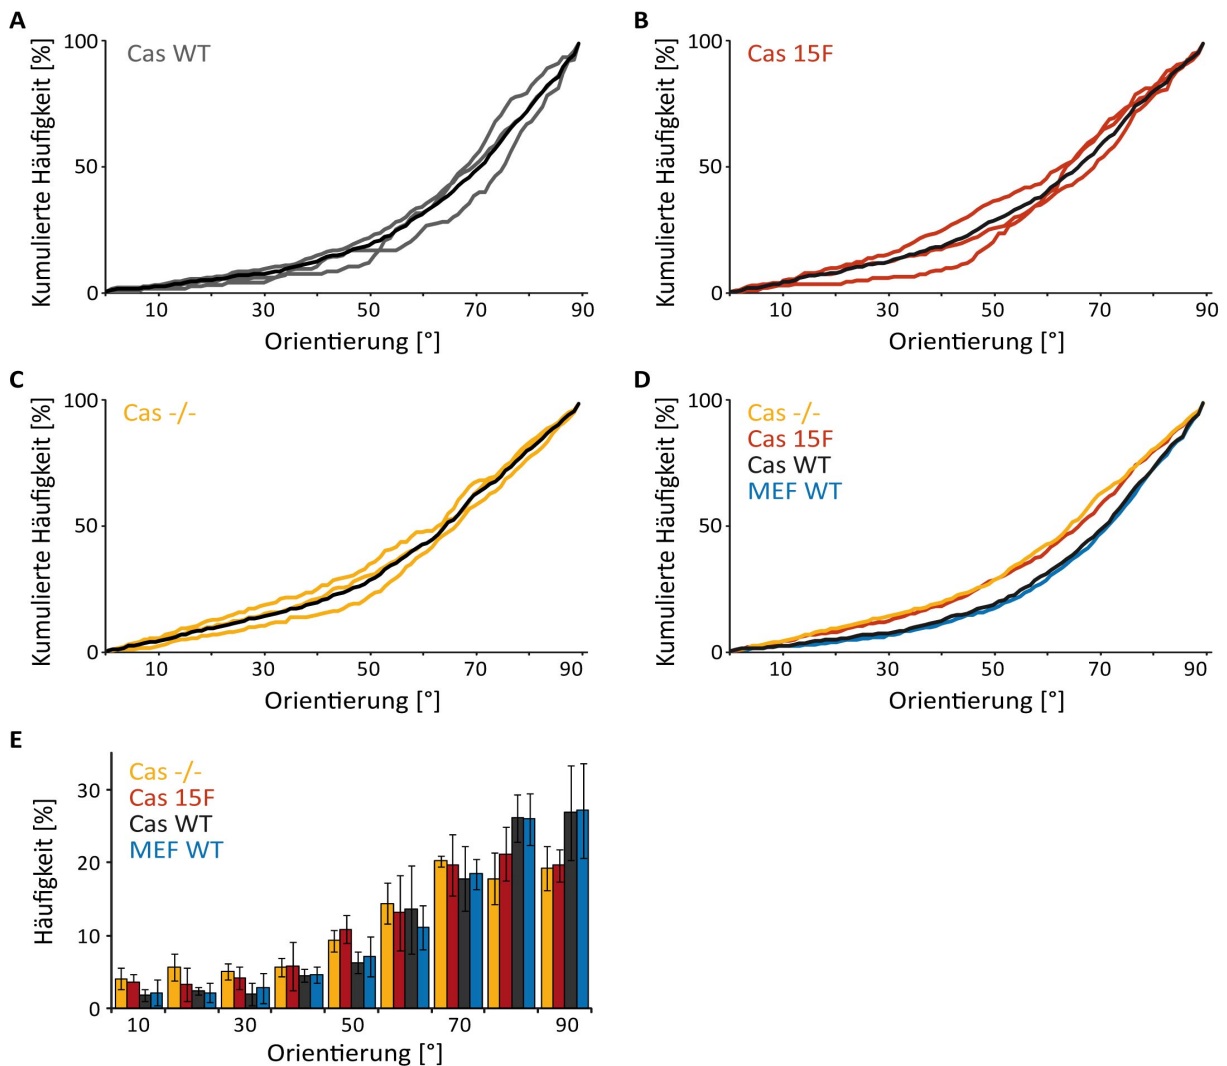 A
Kumulierte Häufigkeit [%]
100
50
0
Cas WT
10 30 50 70 90
Orientierung [°]
B
Kumulierte Häufigkeit [%]
100
50
0
Cas 15F
10 30 50 70 90
Orientierung [°]
C
Kumulierte Häufigkeit [%]
100
50
0
Cas -/-
10 30 50 70 90
Orientierung [°]
D
Kumulierte Häufigkeit [%]
100
50
0
Cas -/-
Cas 15F
Cas WT
MEF WT
10 30 50 70 90
Orientierung [°]
E
Häufigkeit [%]
30
20
10
0
Cas -/-
Cas 15F
Cas WT
MEF WT
10 30 50 70 90
Orientierung [°]